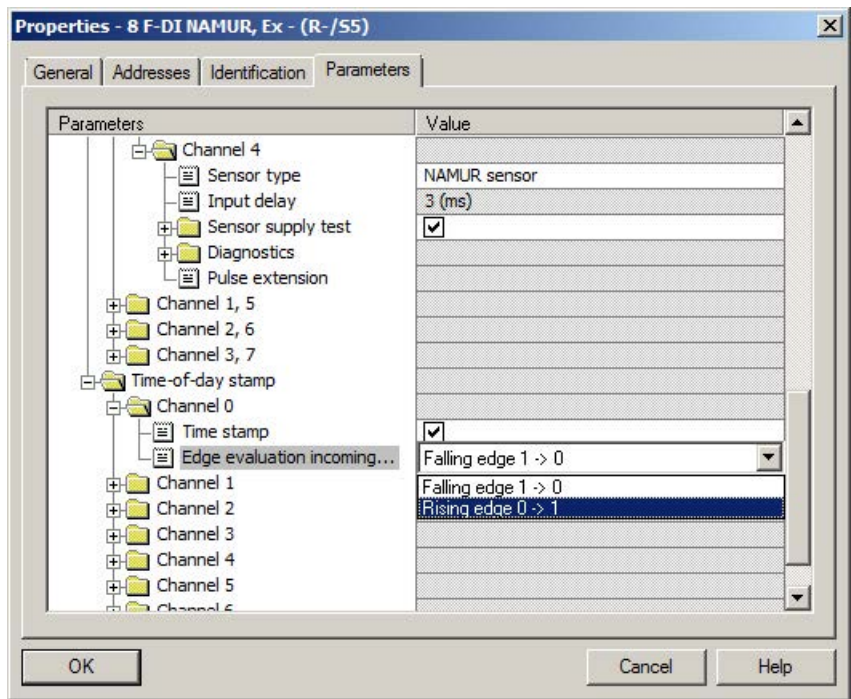 Properties - 8 F-DI NAMUR, Ex - (R-/S5)
General Addresses Identification Parameters
Parameters Value
Channel 4
Sensor type NAMUR sensor
Input delay 3 (ms)
Sensor supply test
Diagnostics
Pulse extension
Channel 1, 5
Channel 2, 6
Channel 3, 7
Time-of-day stamp
Channel 0
Time stamp
Edge evaluation incoming... Falling edge 1 -> 0
Falling edge 1 -> 0
Channel 1
Rising edge 0 -> 1
Channel 2
Channel 3
Channel 4
Channel 5
Channel 6
OK Cancel Help